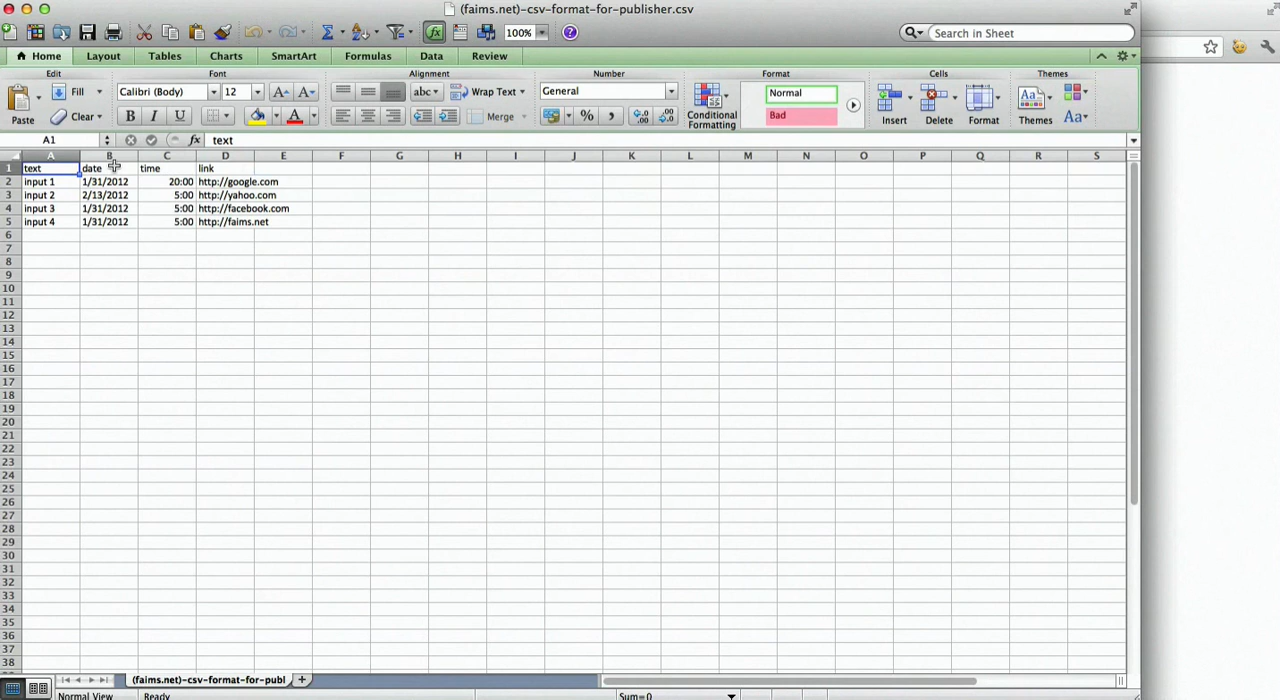 (faims.net)-csv-format-for-publisher.csv
100%
Search in Sheet
Home Layout Tables Charts SmartArt Formulas Data Review
Edit Font Alignment Number Format Cells Themes
Paste Fill Clear
Calibri (Body) 12 A A
B I U A
abc Wrap Text
Merge
General
%
Conditional Formatting
Normal
Bad
Insert Delete Format
Themes Aa
A1 fx text
A B C D E F G H I J K L M N O P Q R S
1 text date time link
2 input 1 1/31/2012 20:00 http://google.com
3 input 2 2/13/2012 5:00 http://yahoo.com
4 input 3 1/31/2012 5:00 http://facebook.com
5 input 4 1/31/2012 5:00 http://faims.net
6
7
8
9
10
11
12
13
14
15
16
17
18
19
20
21
22
23
24
25
26
27
28
29
30
31
32
33
34
35
36
37
38
(faims.net)-csv-format-for-publ
Normal View Ready Sum=0